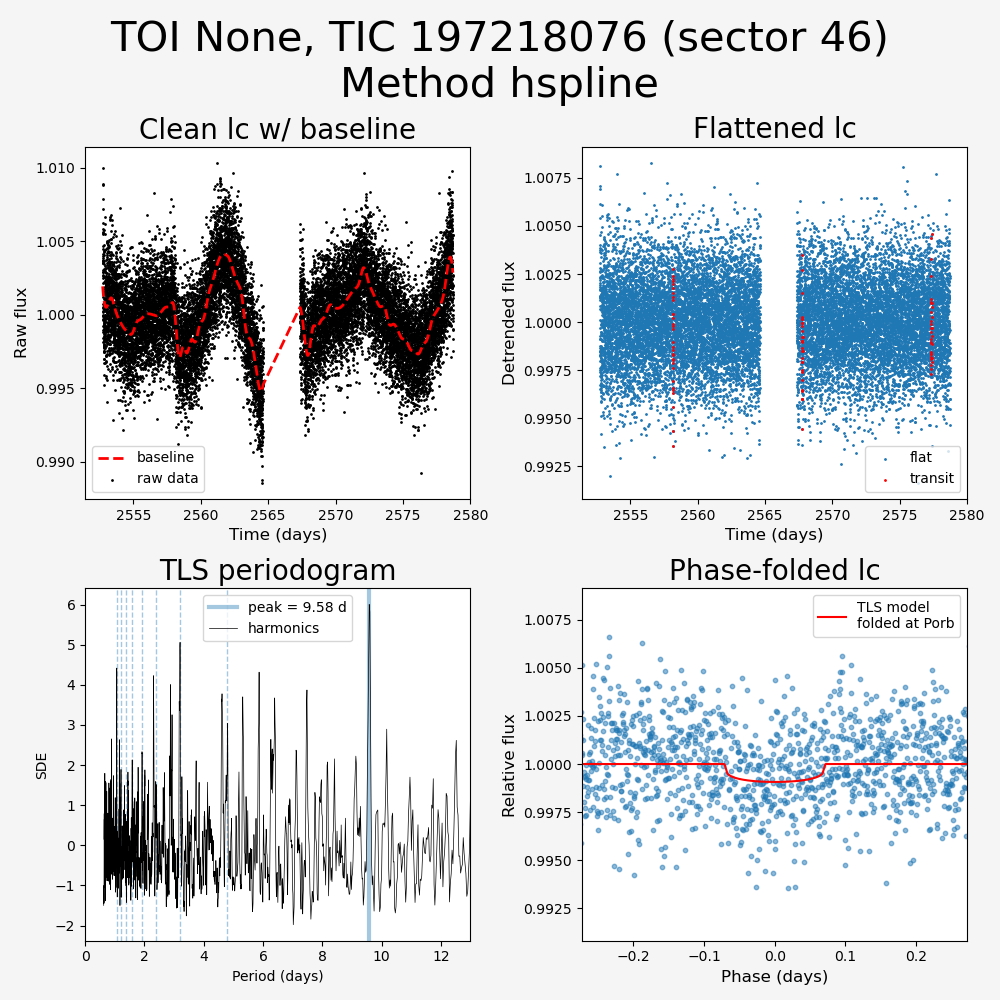 TOI None, TIC 197218076 (sector 46)
Method hspline
Clean lc w/ baseline
Raw flux
1.010
1.005
1.000
0.995
0.990
baseline
raw data
2555 2560 2565 2570 2575 2580
Time (days)
Flattened lc
Detrended flux
1.0075
1.0050
1.0025
1.0000
0.9975
0.9950
0.9925
flat
transit
2555 2560 2565 2570 2575 2580
Time (days)
TLS periodogram
SDE
6
5
4
3
2
1
0
−1
−2
peak = 9.58 d
harmonics
0 2 4 6 8 10 12
Period (days)
Phase-folded lc
Relative flux
1.0075
1.0050
1.0025
1.0000
0.9975
0.9950
0.9925
TLS model
folded at Porb
−0.2 −0.1 0.0 0.1 0.2
Phase (days)